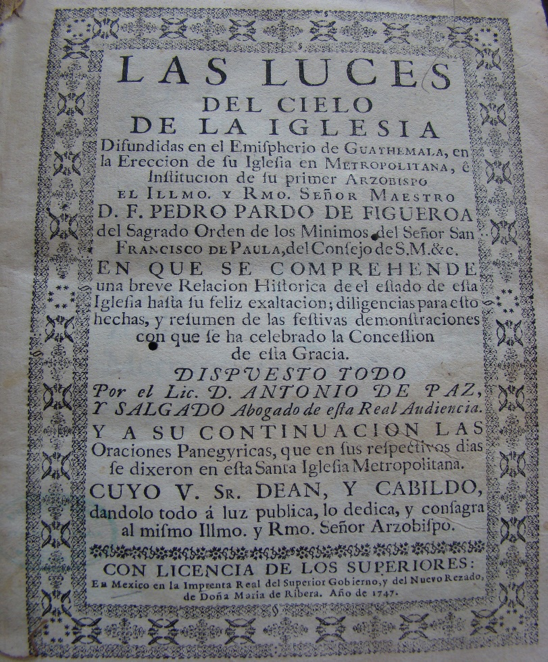 LAS LUCES
DEL CIELO
DE LA IGLESIA
Difundidas en el Emiſpherio de GUATHEMALA, en
la Ereccion de ſu Igleſia en METROPOLITANA, é
Inſtitucion de ſu primer ARZOBISPO
EL ILLMO. Y RMO. SEÑOR MAESTRO
D. F. PEDRO PARDO DE FIGUEROA
del Sagrado Orden de los Minimos del Señor San
FRANCISCO DE PAULA, del Conſejo de S.M.&c.
EN QUE SE COMPREHENDE
una breve Relacion Hiſtorica de el eſtado de eſta
Igleſia haſta ſu feliz exaltacion; diligencias para eſto
hechas, y reſumen de las feſtivas demonſtraciones
con que ſe ha celebrado la Conceſſion
de eſta Gracia.
DISPUESTO TODO
Por el Lic. D. ANTONIO DE PAZ,
Y SALGADO Abogado de eſta Real Audiencia.
Y A SU CONTINUACION LAS
Oraciones Panegyricas, que en ſus reſpectivos dias
ſe dixeron en eſta Santa Igleſia Metropolitana.
CUYO V. SR. DEAN, Y CABILDO,
dandolo todo á luz publica, lo dedica, y conſagra
al miſmo Illmo. y Rmo. Señor Arzobiſpo.
CON LICENCIA DE LOS SUPERIORES:
En Mexico en la Imprenta Real del Superior Gobierno, y del Nuevo Rezado,
de Doña Maria de Ribera. Año de 1747.